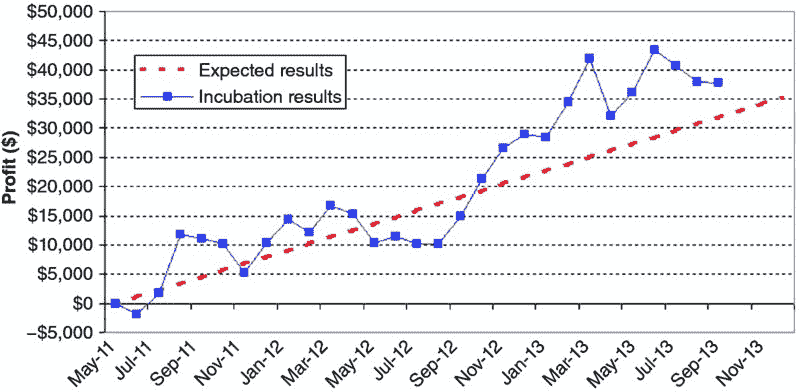 $50,000
$45,000
$40,000
$35,000
$30,000
$25,000
$20,000
$15,000
$10,000
$5,000
$0
–$5,000
Profit ($)
Expected results
Incubation results
May-11
Jul-11
Sep-11
Nov-11
Jan-12
Mar-12
May-12
Jul-12
Sep-12
Nov-12
Jan-13
Mar-13
May-13
Jul-13
Sep-13
Nov-13